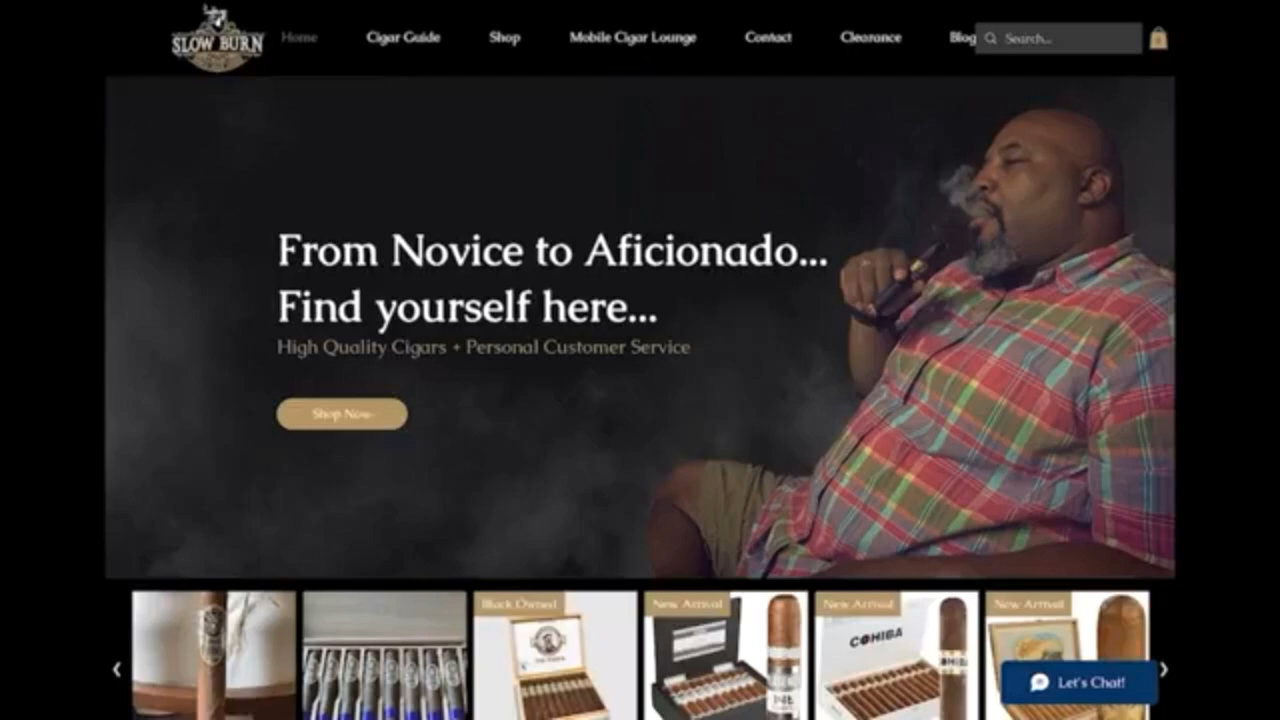 SLOW BURN
Home
Cigar Guide
Shop
Mobile Cigar Lounge
Contact
Clearance
Blog
Search...
From Novice to Aficionado...
Find yourself here...
High Quality Cigars + Personal Customer Service
Shop Now
Black Owned
New Arrival
New Arrival
New Arrival
COHIBA
Let's Chat!